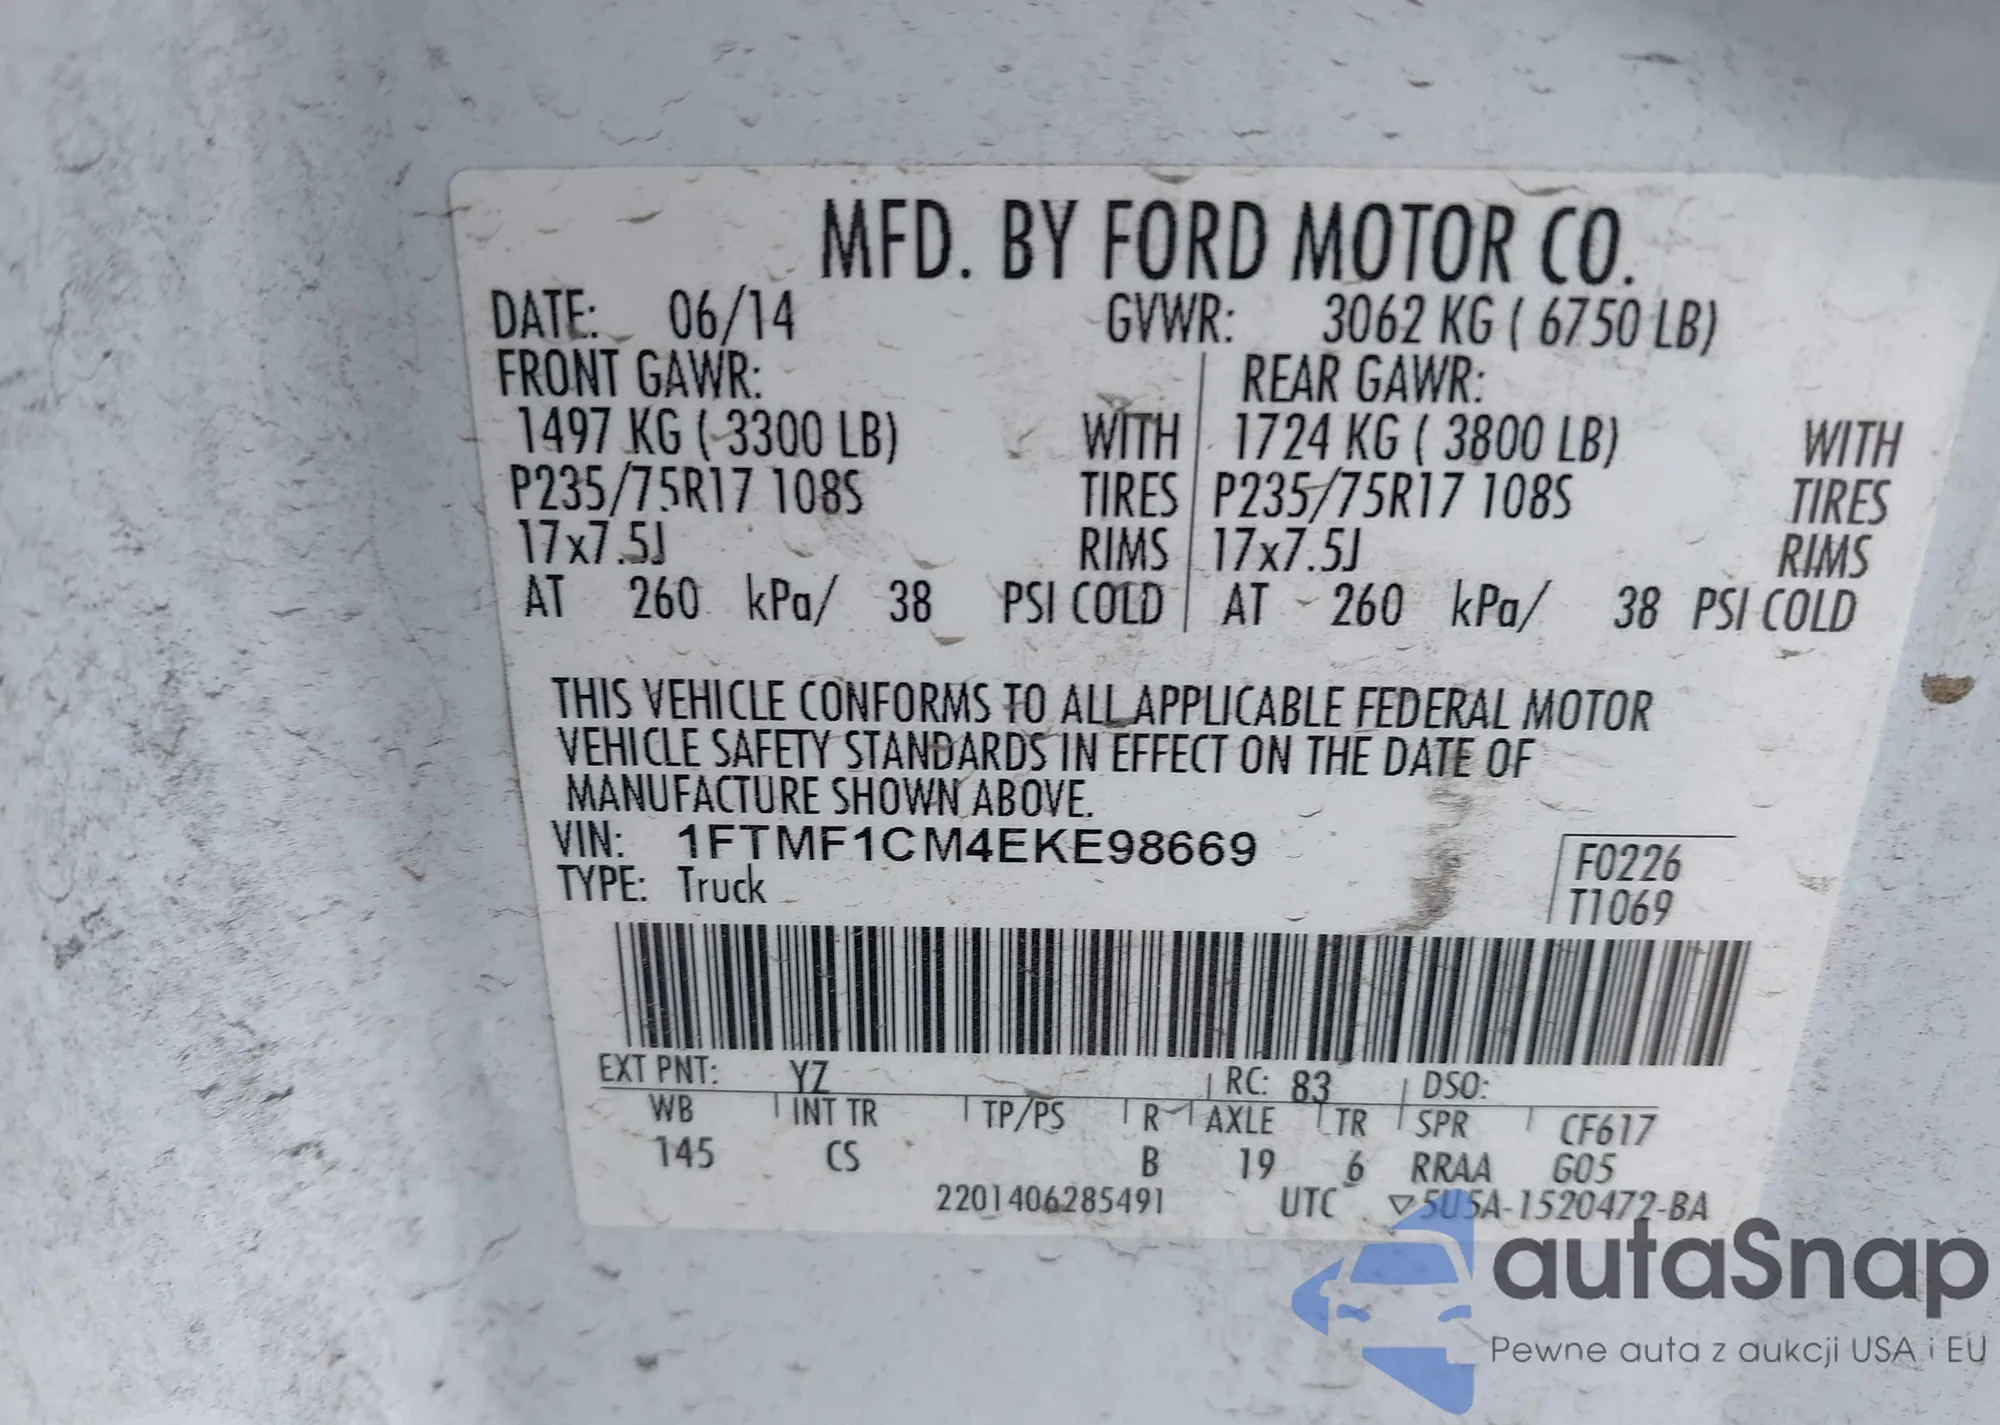 MFD. BY FORD MOTOR CO.
DATE: 06/14 GVWR: 3062 KG ( 6750 LB)
FRONT GAWR: REAR GAWR:
1497 KG ( 3300 LB) WITH 1724 KG ( 3800 LB) WITH
P235/75R17 108S TIRES P235/75R17 108S TIRES
17x7.5J RIMS 17x7.5J RIMS
AT 260 kPa/ 38 PSI COLD AT 260 kPa/ 38 PSI COLD
THIS VEHICLE CONFORMS TO ALL APPLICABLE FEDERAL MOTOR
VEHICLE SAFETY STANDARDS IN EFFECT ON THE DATE OF
MANUFACTURE SHOWN ABOVE.
VIN: 1FTMF1CM4EKE98669
TYPE: Truck
F0226
T1069
EXT PNT: YZ RC: 83 DSO:
WB INT TR TP/PS R AXLE TR SPR CF617
145 CS B 19 6 RRAA G05
2201406285491 UTC ▽5U5A-1520472-BA
autaSnap
Pewne auta z aukcji USA i EU